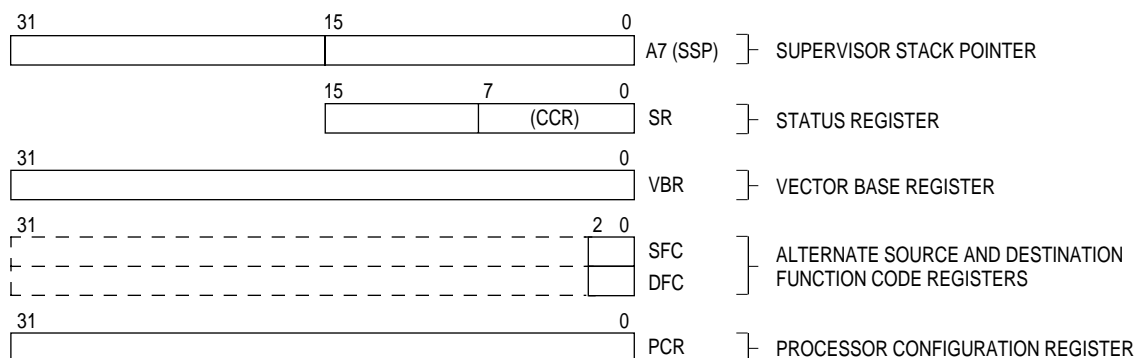 31 15 0
A7 (SSP) SUPERVISOR STACK POINTER
15 7 0
(CCR) SR STATUS REGISTER
31 0
VBR VECTOR BASE REGISTER
31 2 0
SFC ALTERNATE SOURCE AND DESTINATION
DFC FUNCTION CODE REGISTERS
31 0
PCR PROCESSOR CONFIGURATION REGISTER